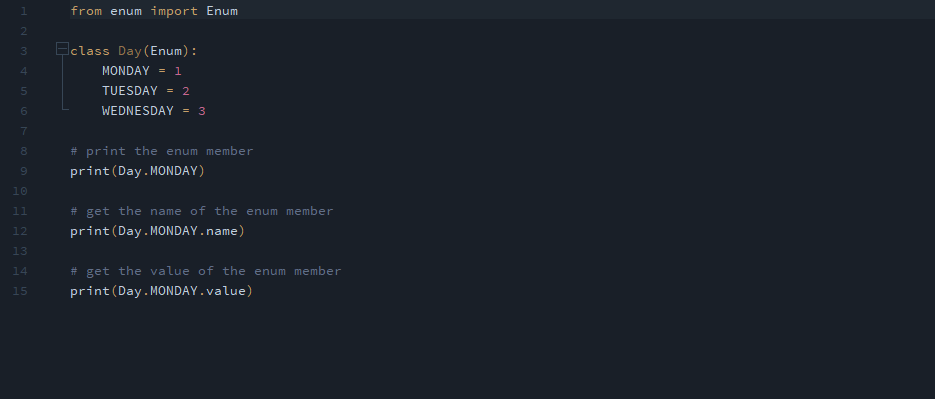 1 from enum import Enum
2
3 class Day(Enum):
4     MONDAY = 1
5     TUESDAY = 2
6     WEDNESDAY = 3
7
8 # print the enum member
9 print(Day.MONDAY)
10
11 # get the name of the enum member
12 print(Day.MONDAY.name)
13
14 # get the value of the enum member
15 print(Day.MONDAY.value)